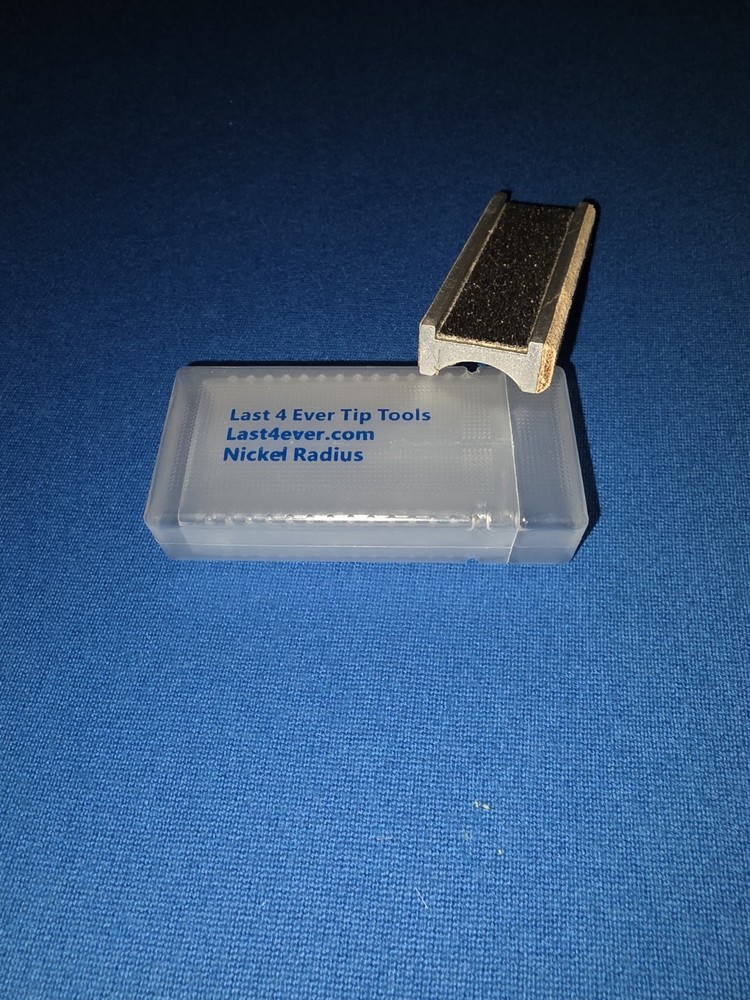 Last 4 Ever Tip Tools
Last4ever.com
Nickel Radius